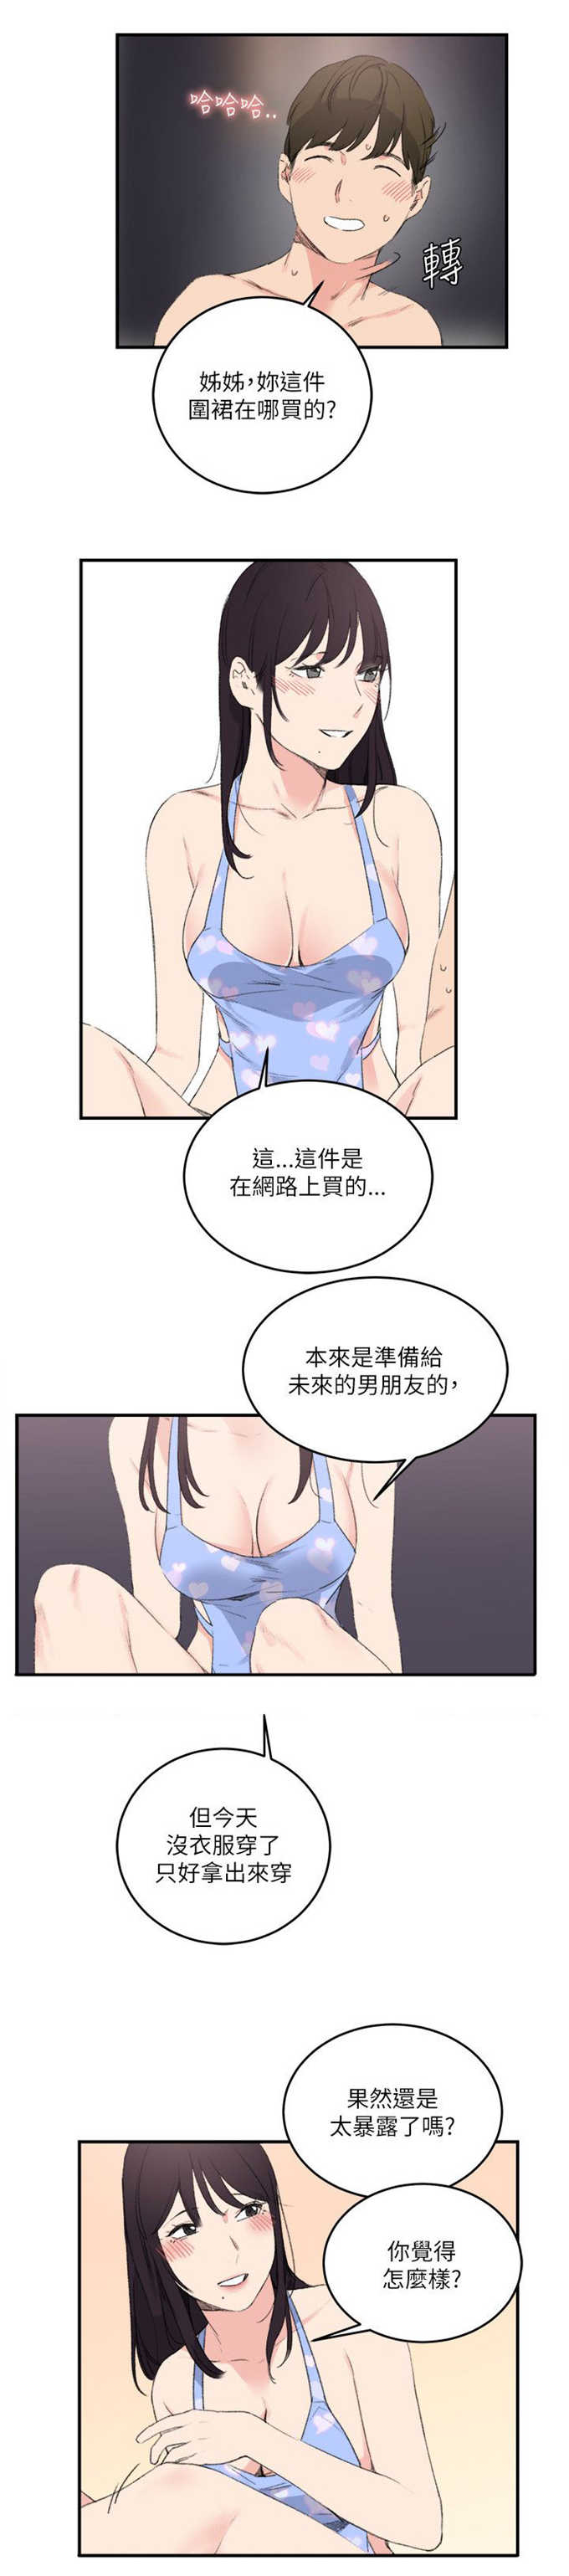 哈哈哈..
轉
姊姊，妳這件
圍裙在哪買的?
這...這件是
在網路上買的...
本來是準備給
未來的男朋友的，
但今天
沒衣服穿了
只好拿出來穿
果然還是
太暴露了嗎?
你覺得
怎麼樣?